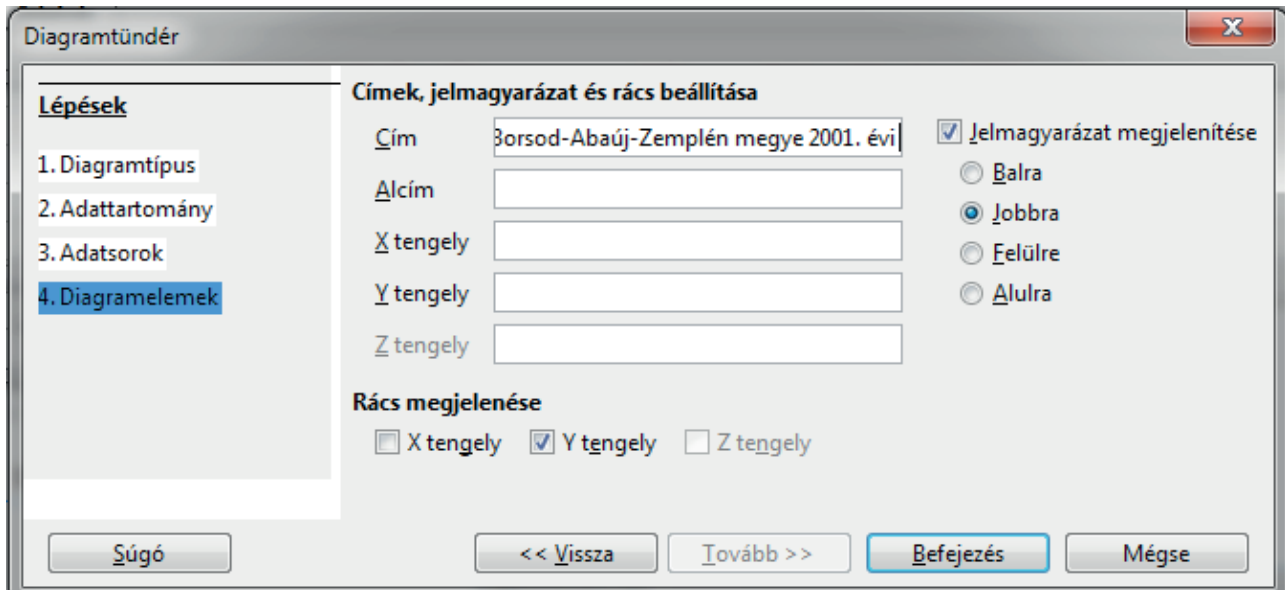 Diagramtündér
Lépések
1. Diagramtípus
2. Adattartomány
3. Adatsorok
4. Diagramelemek
Címek, jelmagyarázat és rács beállítása
Cím
Borsod-Abaúj-Zemplén megye 2001. évi
Alcím
X tengely
Y tengely
Z tengely
Jelmagyarázat megjelenítése
Balra
Jobbra
Felülre
Alulra
Rács megjelenése
X tengely Y tengely Z tengely
Súgó << Vissza Tovább >> Befejezés Mégse